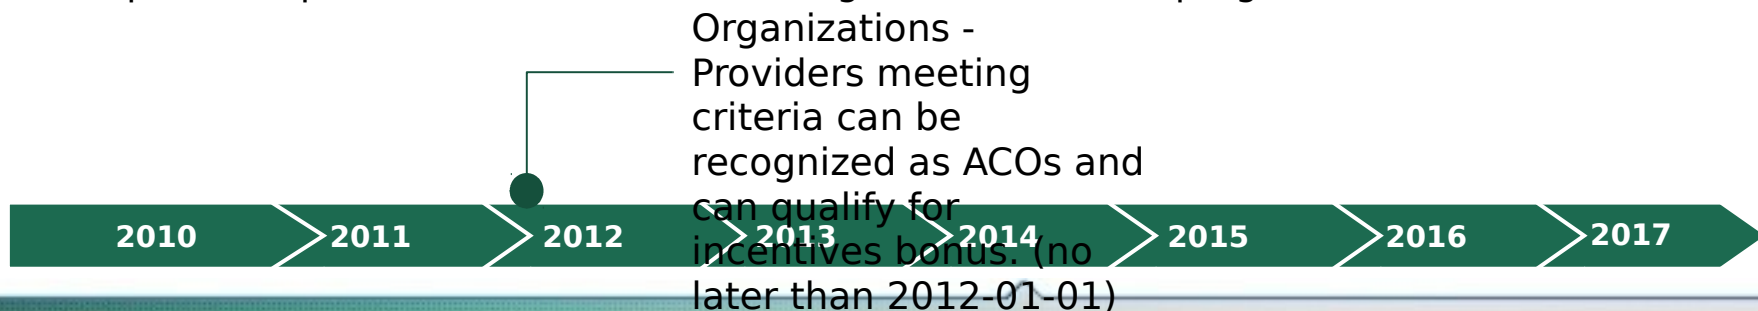 Organizations -
Providers meeting
criteria can be
recognized as ACOs and
can qualify for
incentives bonus. (no
later than 2012-01-01)
2010 2011 2012 2013 2014 2015 2016 2017